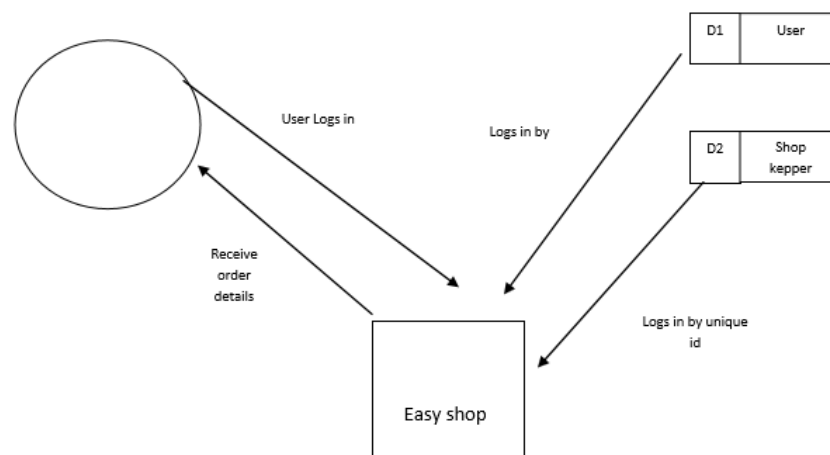 D1
User
User Logs in
Logs in by
D2
Shop
kepper
Receive
order
details
Logs in by unique
id
Easy shop